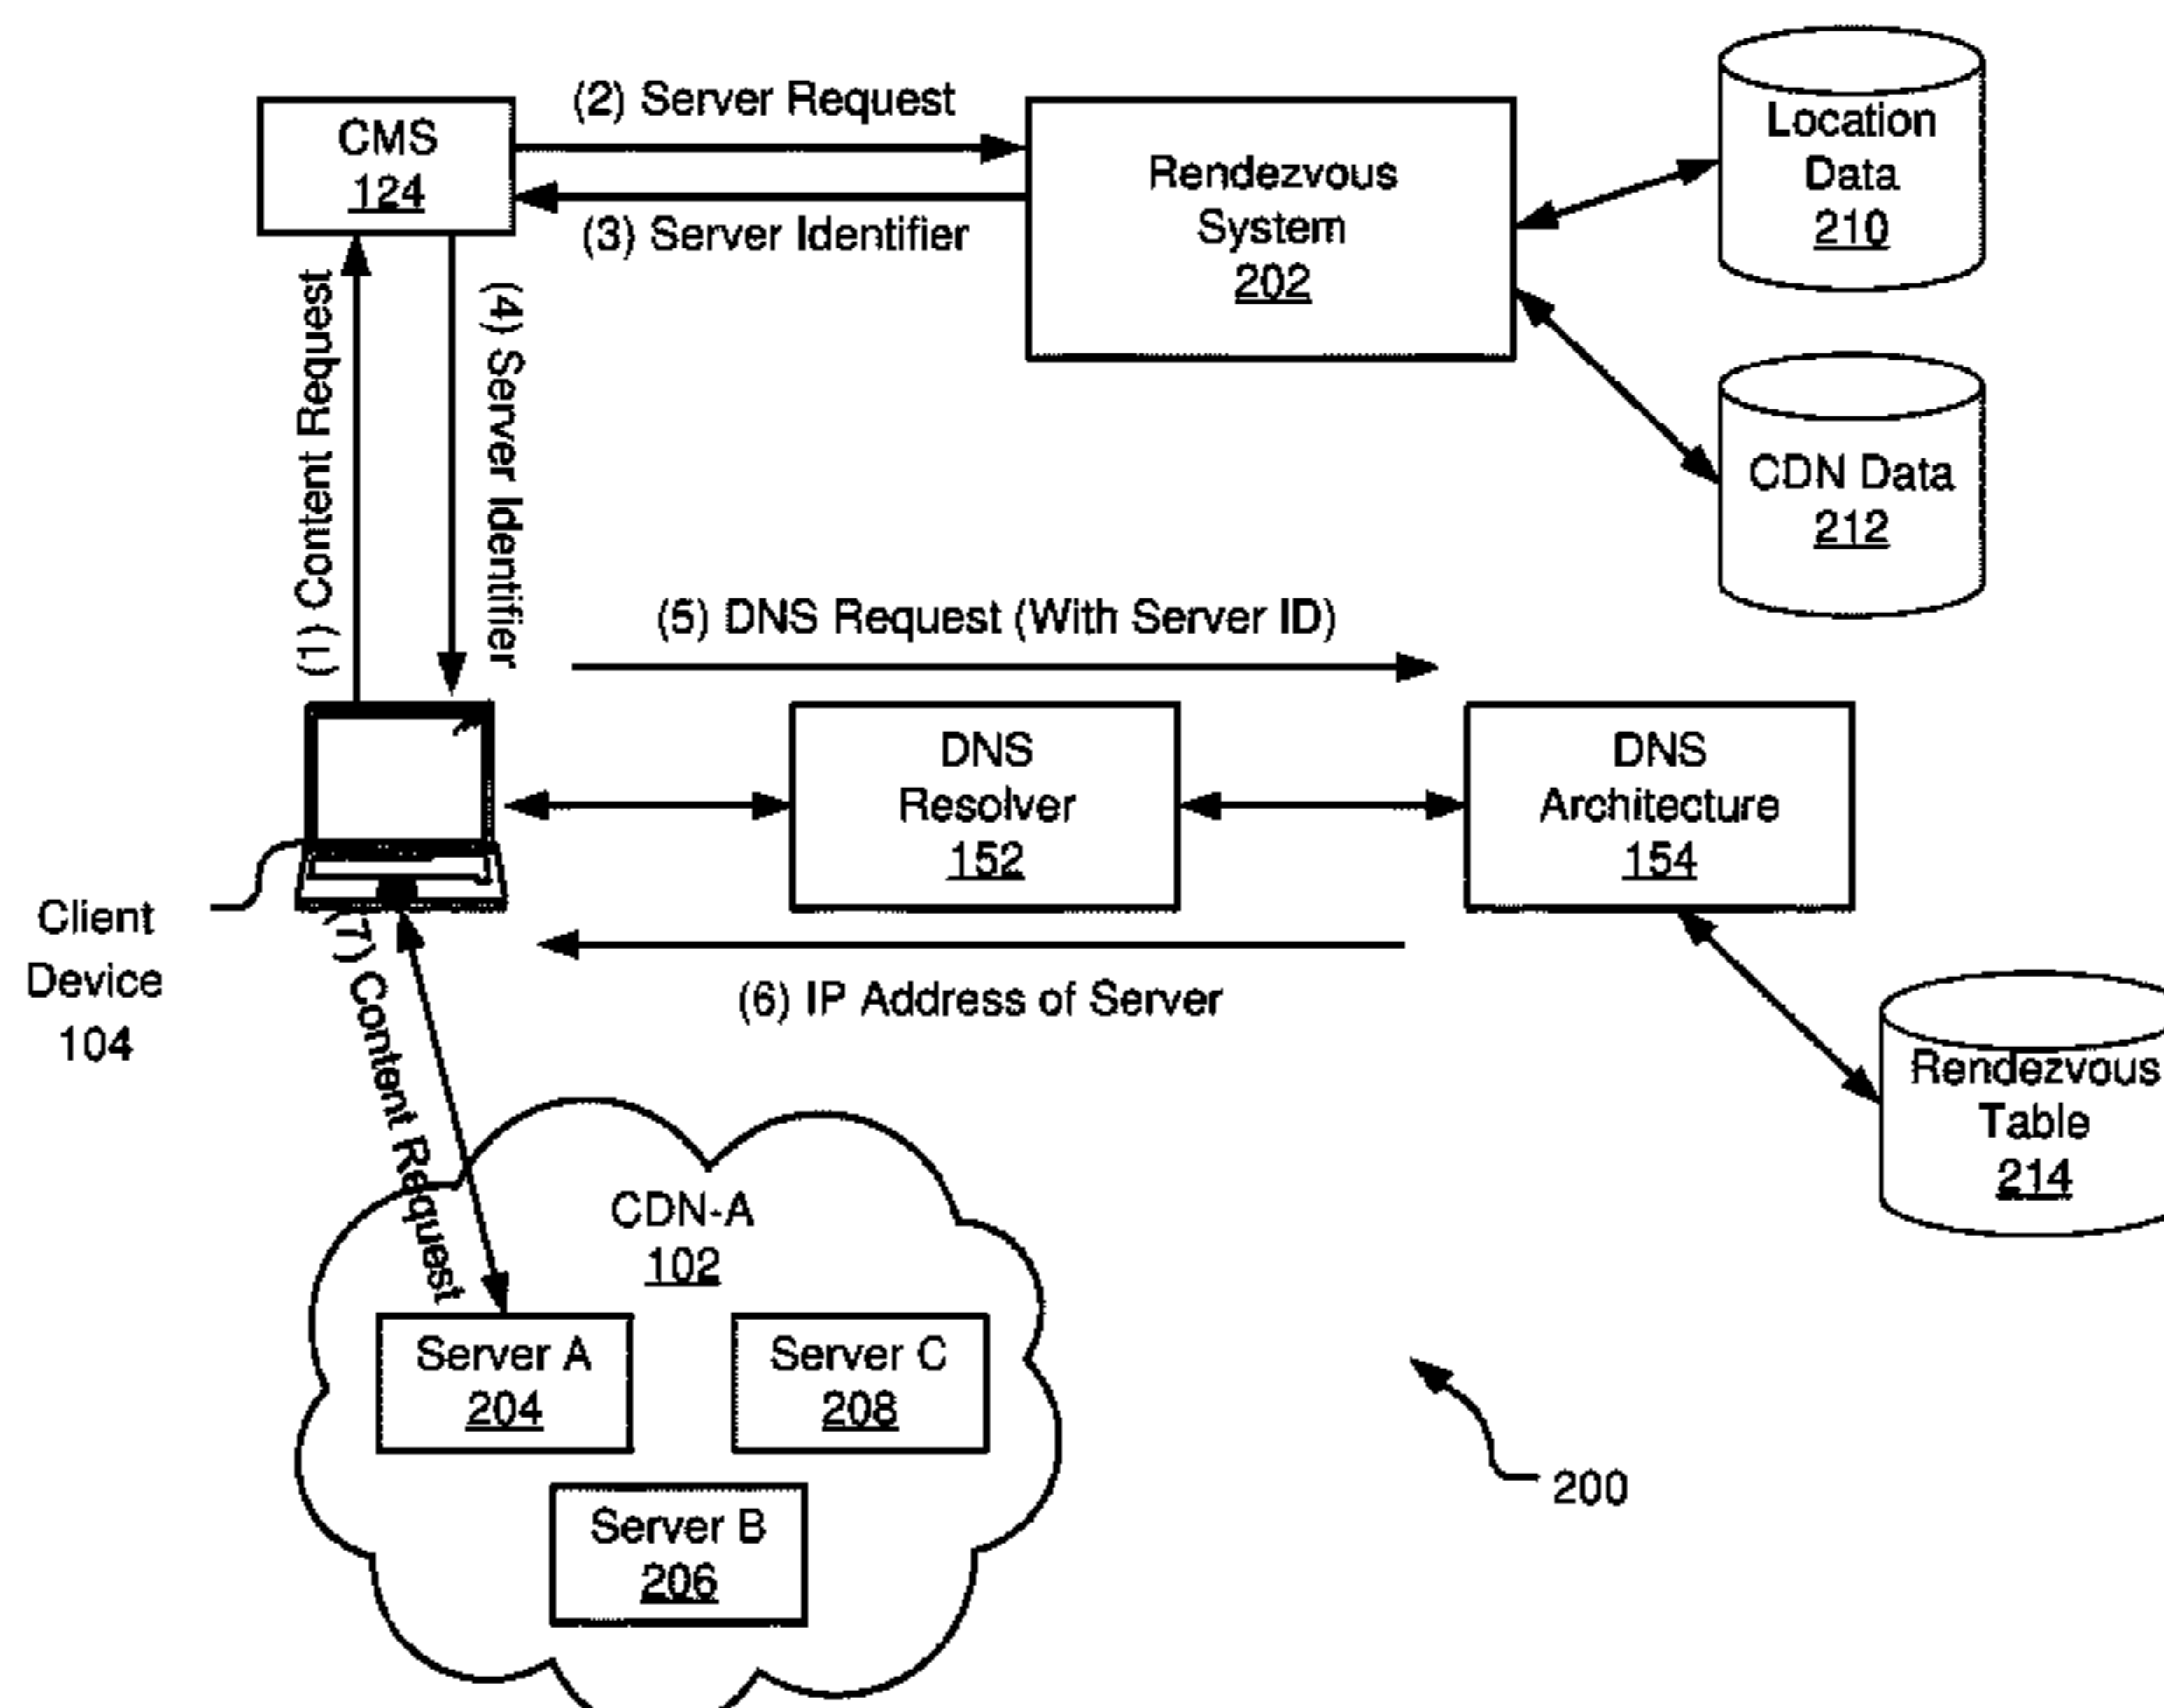 CMS
124
(2) Server Request
(3) Server Identifier
Rendezvous
System
202
Location
Data
210
CDN Data
212
(1) Content Request
(4) Server Identifier
(5) DNS Request (With Server ID)
DNS
Resolver
152
DNS
Architecture
154
Client
Device
104
(6) IP Address of Server
Rendezvous
Table
214
(7) Content Request
CDN-A
102
Server A
204
Server C
208
Server B
206
200